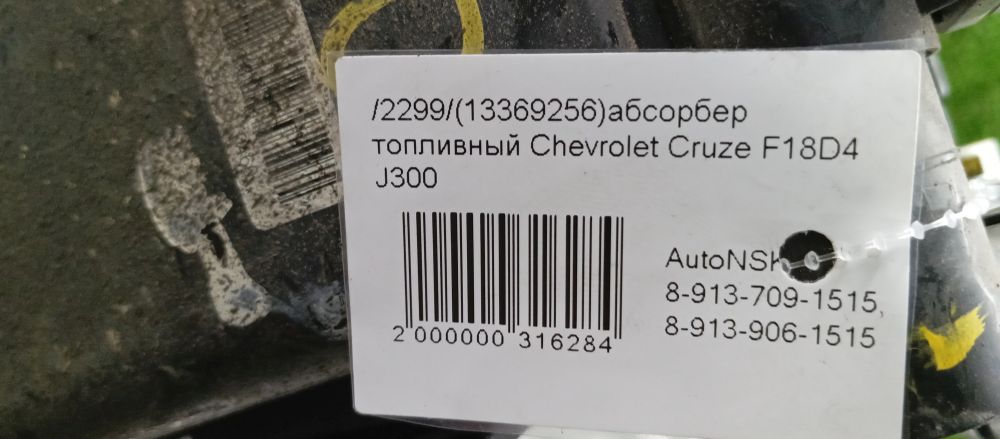 /2299/(13369256)абсорбер
топливный Chevrolet Cruze F18D4
J300
2 000000 316284
AutoNSK
8-913-709-1515,
8-913-906-1515